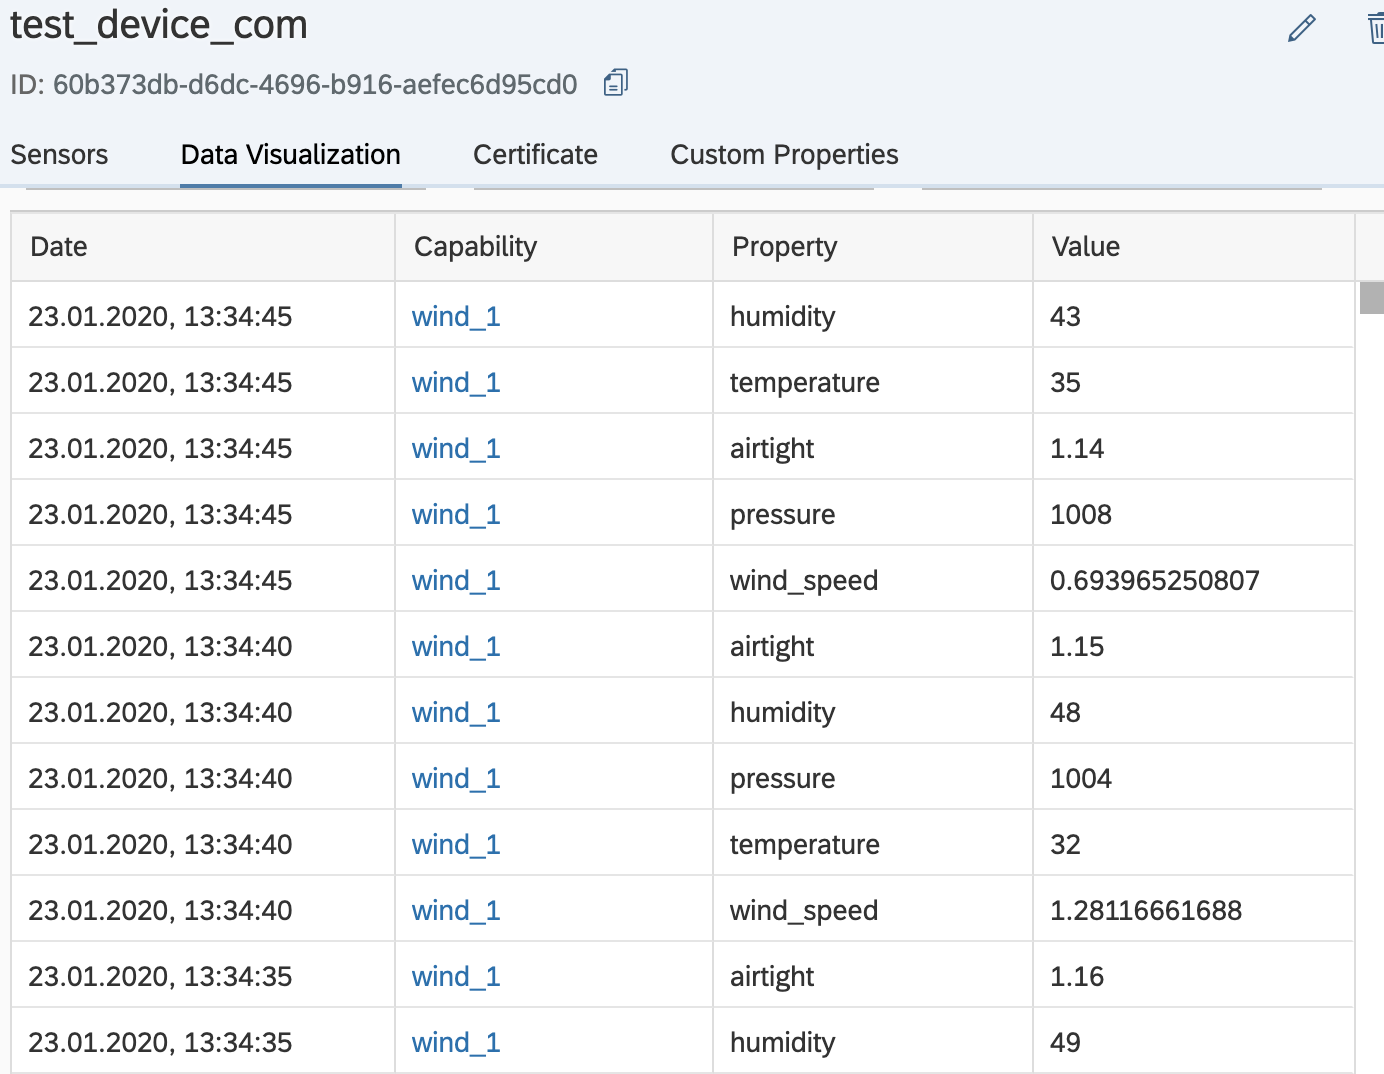 test_device_com
ID: 60b373db-d6dc-4696-b916-aefec6d95cd0
Sensors Data Visualization Certificate Custom Properties
Date Capability Property Value
23.01.2020, 13:34:45 wind_1 humidity 43
23.01.2020, 13:34:45 wind_1 temperature 35
23.01.2020, 13:34:45 wind_1 airtight 1.14
23.01.2020, 13:34:45 wind_1 pressure 1008
23.01.2020, 13:34:45 wind_1 wind_speed 0.693965250807
23.01.2020, 13:34:40 wind_1 airtight 1.15
23.01.2020, 13:34:40 wind_1 humidity 48
23.01.2020, 13:34:40 wind_1 pressure 1004
23.01.2020, 13:34:40 wind_1 temperature 32
23.01.2020, 13:34:40 wind_1 wind_speed 1.28116661688
23.01.2020, 13:34:35 wind_1 airtight 1.16
23.01.2020, 13:34:35 wind_1 humidity 49